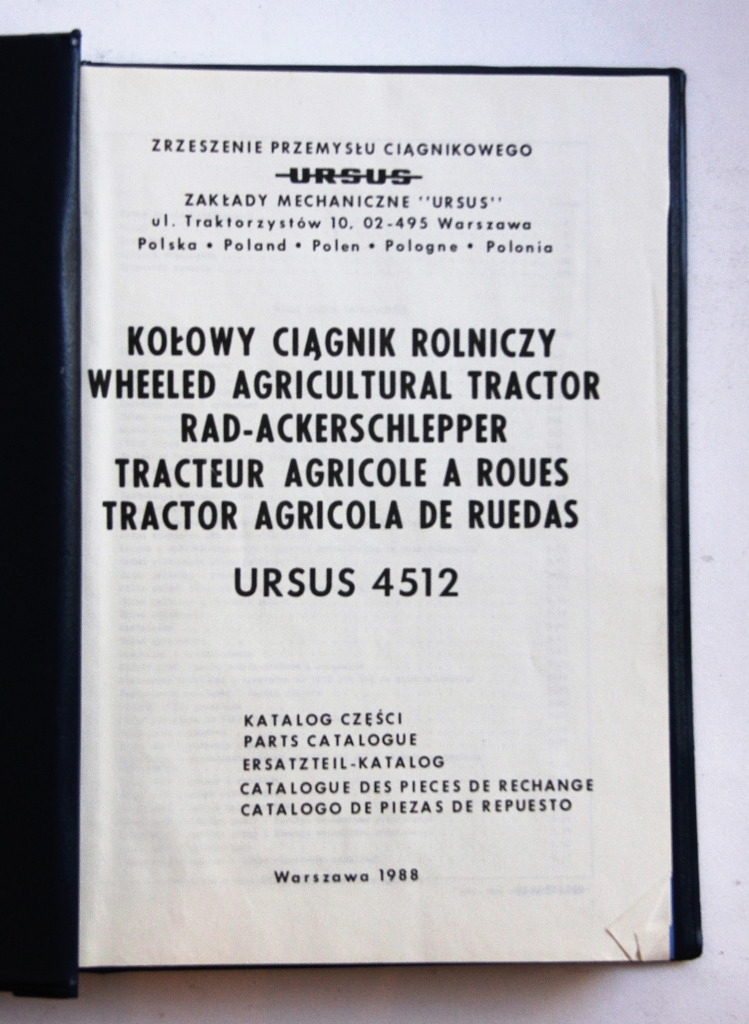 ZRZESZENIE PRZEMYSŁU CIĄGNIKOWEGO
URSUS
ZAKŁADY MECHANICZNE ''URSUS''
ul. Traktorzystów 10, 02-495 Warszawa
Polska • Poland • Polen • Pologne • Polonia
KOŁOWY CIĄGNIK ROLNICZY
WHEELED AGRICULTURAL TRACTOR
RAD-ACKERSCHLEPPER
TRACTEUR AGRICOLE A ROUES
TRACTOR AGRICOLA DE RUEDAS
URSUS 4512
KATALOG CZĘŚCI
PARTS CATALOGUE
ERSATZTEIL-KATALOG
CATALOGUE DES PIECES DE RECHANGE
CATALOGO DE PIEZAS DE REPUESTO
Warszawa 1988